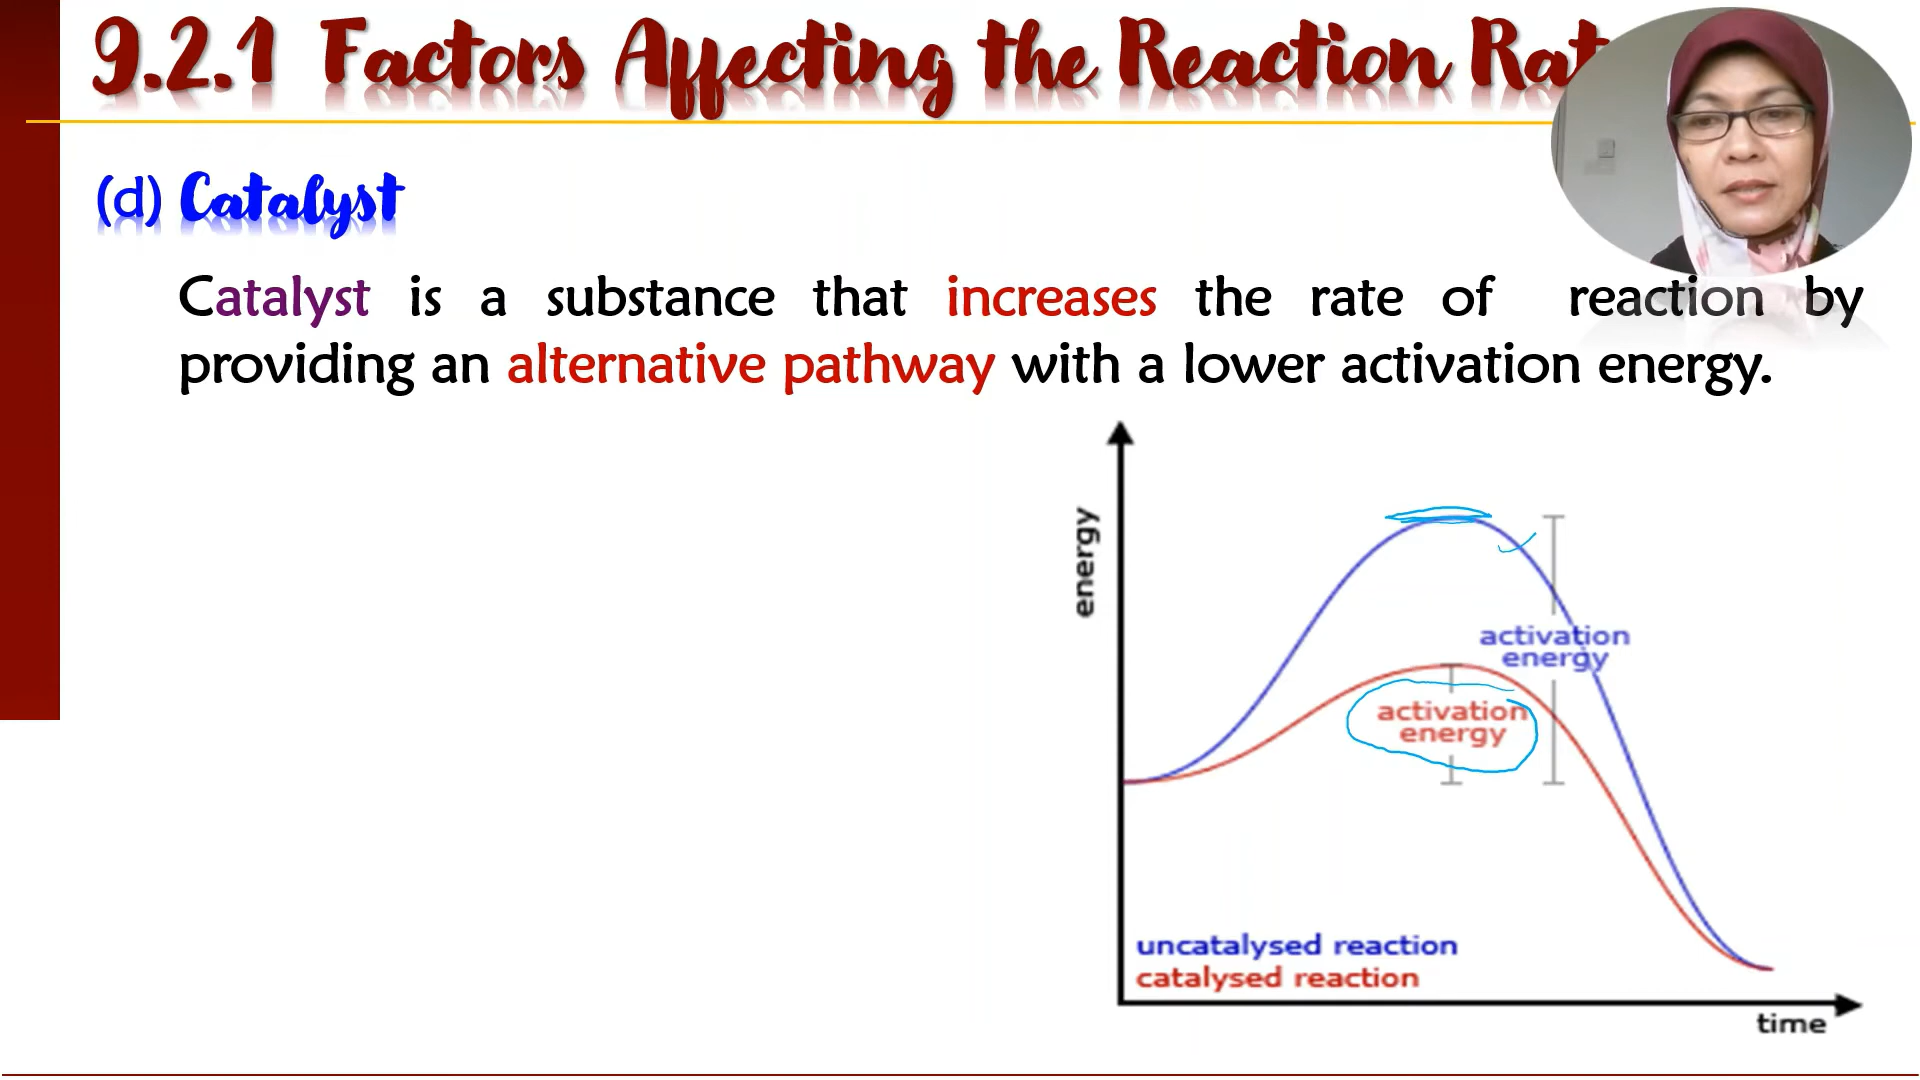 9.2.1 Factors Affecting the Reaction Rat
(d) Catalyst
Catalyst is a substance that increases the rate of reaction by
providing an alternative pathway with a lower activation energy.
energy
activation
energy
activation
energy
uncatalysed reaction
catalysed reaction
time